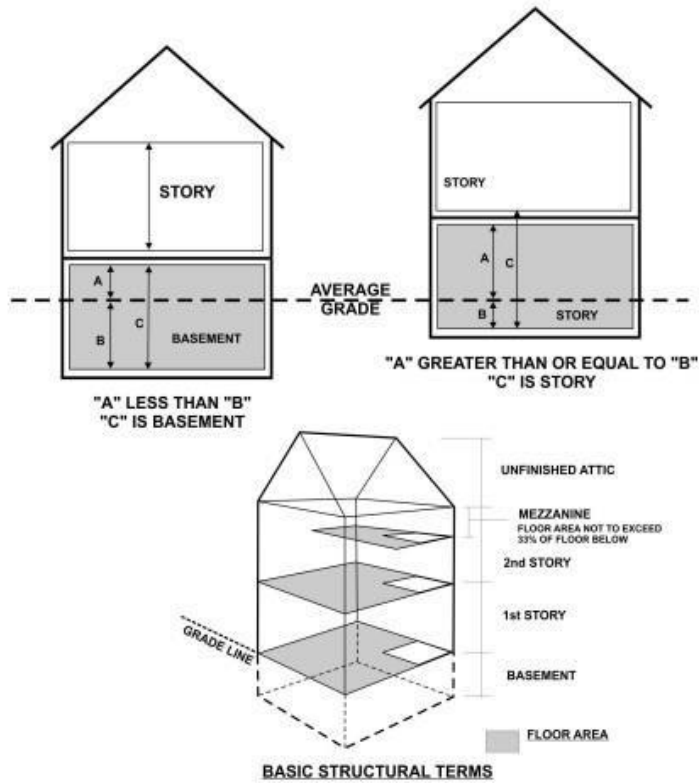 STORY
A
B
C
BASEMENT
"A" LESS THAN "B"
"C" IS BASEMENT
AVERAGE
GRADE
STORY
A
C
B
STORY
"A" GREATER THAN OR EQUAL TO "B"
"C" IS STORY
UNFINISHED ATTIC
MEZZANINE
FLOOR AREA NOT TO EXCEED
33% OF FLOOR BELOW
2nd STORY
1st STORY
GRADE LINE
BASEMENT
FLOOR AREA
BASIC STRUCTURAL TERMS